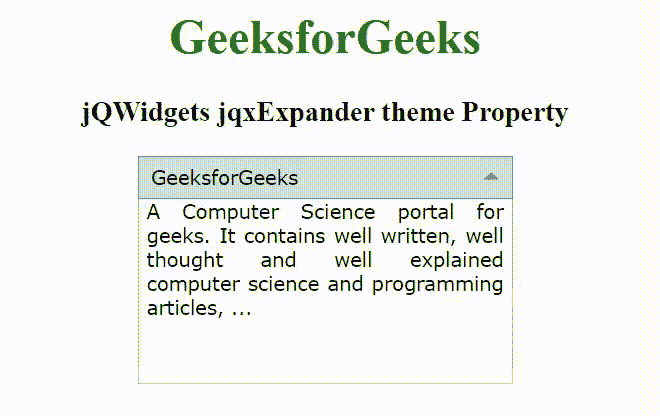 GeeksforGeeks
jQWidgets jqxExpander theme Property
GeeksforGeeks
A Computer Science portal for
geeks. It contains well written, well
thought and well explained
computer science and programming
articles, ...